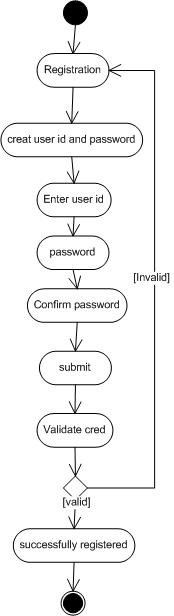 Registration
creat user id and password
Enter user id
password
[Invalid]
Confirm password
submit
Validate cred
[valid]
successfully registered